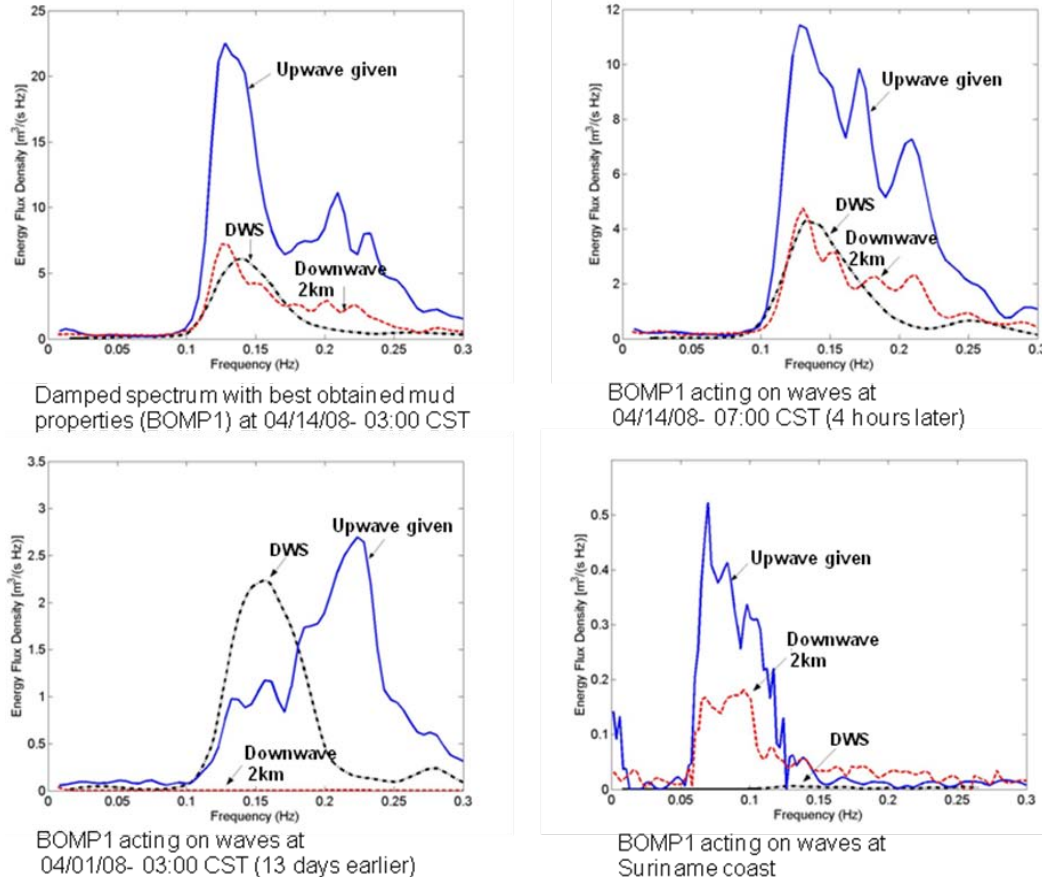 25
20
15
10
5
0
Energy Flux Density [m³/(s Hz)]
Upwave given
DWS
Downwave
2km
0 0.05 0.1 0.15 0.2 0.25 0.3
Frequency (Hz)
Damped spectrum with best obtained mud
properties (BOMP1) at 04/14/08- 03:00 CST
12
10
8
6
4
2
0
Energy Flux Density [m³/(s Hz)]
Upwave given
DWS
Downwave
2km
0 0.05 0.1 0.15 0.2 0.25 0.3
Frequency (Hz)
BOMP1 acting on waves at
04/14/08- 07:00 CST (4 hours later)
3.5
3
2.5
2
1.5
1
0.5
0
Energy Flux Density [m³/(s Hz)]
DWS
Upwave given
Downwave
2km
0 0.05 0.1 0.15 0.2 0.25 0.3
Frequency (Hz)
BOMP1 acting on waves at
04/01/08- 03:00 CST (13 days earlier)
0.5
0.4
0.3
0.2
0.1
0
Energy Flux Density [m³/(s Hz)]
Upwave given
Downwave
2km
DWS
0 0.05 0.1 0.15 0.2 0.25 0.3
Frequency (Hz)
BOMP1 acting on waves at
Suriname coast